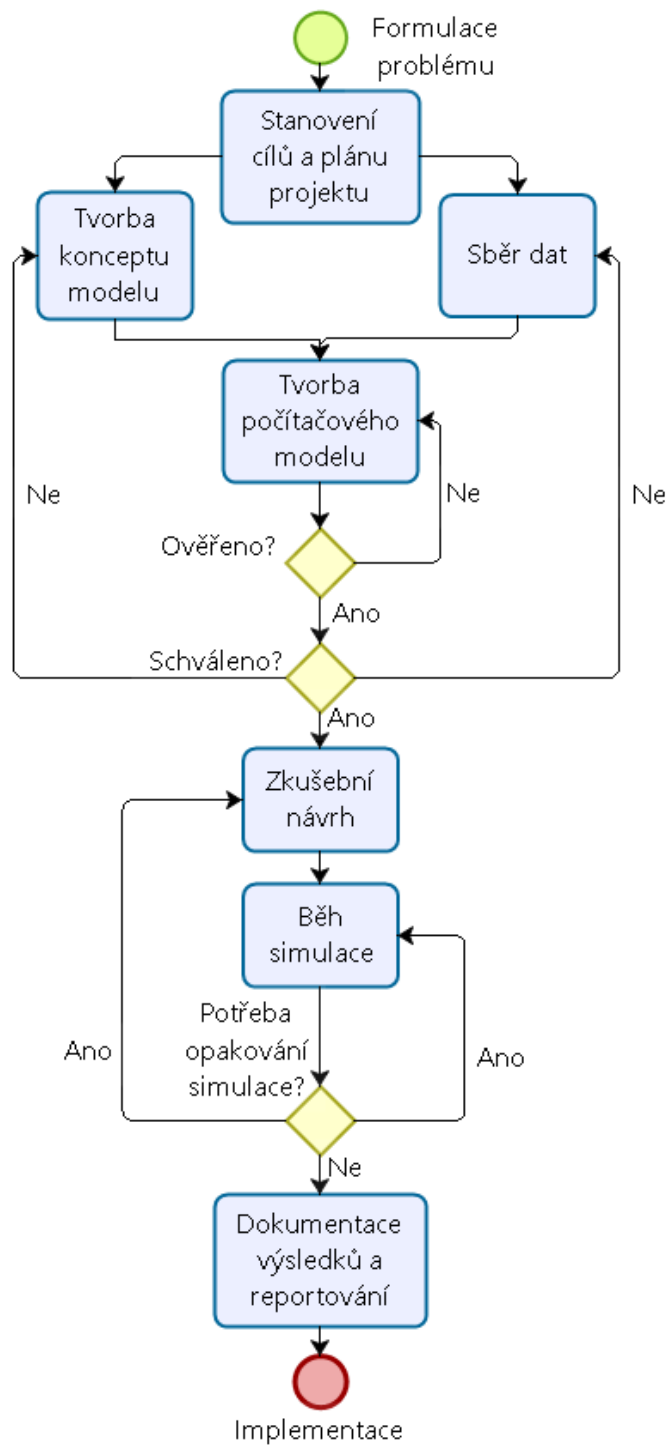 Formulace
problému
Stanovení
cílů a plánu
projektu
Tvorba
konceptu
modelu
Sběr dat
Tvorba
počítačového
modelu
Ne
Ne
Ne
Ověřeno?
Ano
Schváleno?
Ano
Zkušební
návrh
Běh
simulace
Potřeba
opakování
simulace?
Ano
Ano
Ne
Dokumentace
výsledků a
reportování
Implementace